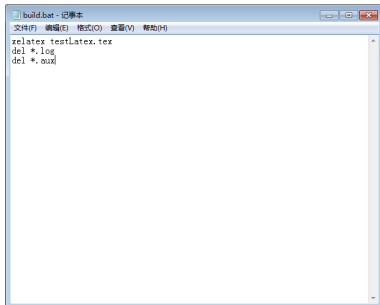 build.bat - 记事本
文件(F) 编辑(E) 格式(O) 查看(V) 帮助(H)
xelatex testLatex.tex
del *.log
del *.aux